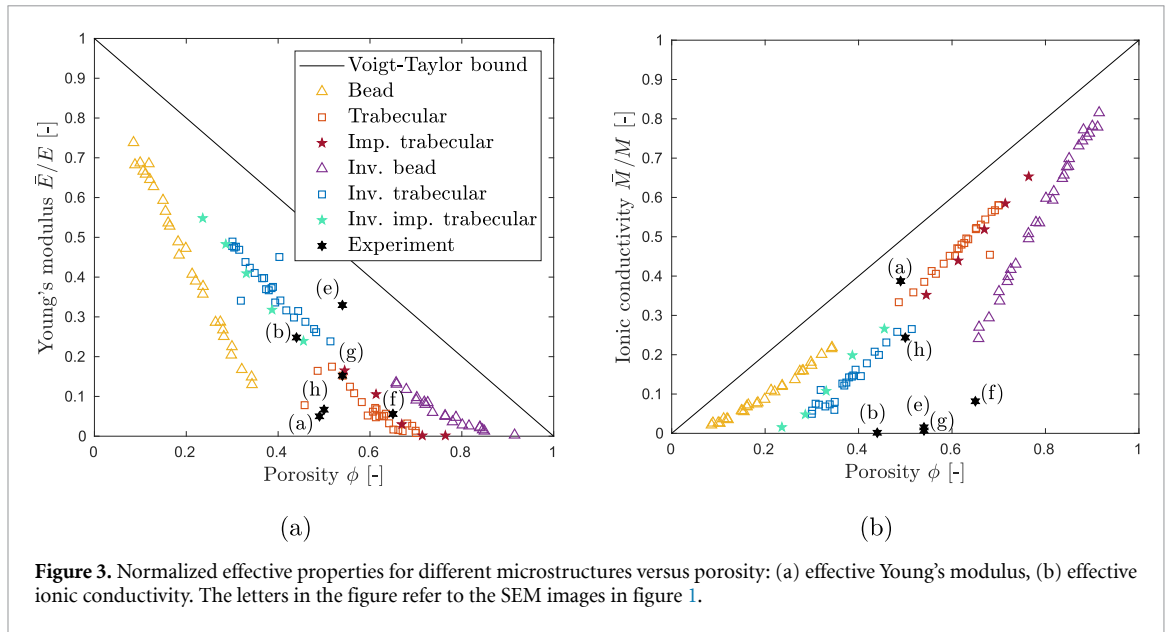 1
0.9
0.8
0.7
0.6
0.5
0.4
0.3
0.2
0.1
0
0 0.2 0.4 0.6 0.8 1
Young's modulus Ē/E [-]
Porosity ϕ [-]
Voigt-Taylor bound
Bead
Trabecular
Imp. trabecular
Inv. bead
Inv. trabecular
Inv. imp. trabecular
Experiment
(e)
(b)
(g)
(h)
(f)
(a)
(a)
1
0.9
0.8
0.7
0.6
0.5
0.4
0.3
0.2
0.1
0
0 0.2 0.4 0.6 0.8 1
Ionic conductivity M̄/M [-]
Porosity ϕ [-]
(a)
(h)
(f)
(e)
(b)
(g)
(b)
Figure 3. Normalized effective properties for different microstructures versus porosity: (a) effective Young's modulus, (b) effective
ionic conductivity. The letters in the figure refer to the SEM images in figure 1.